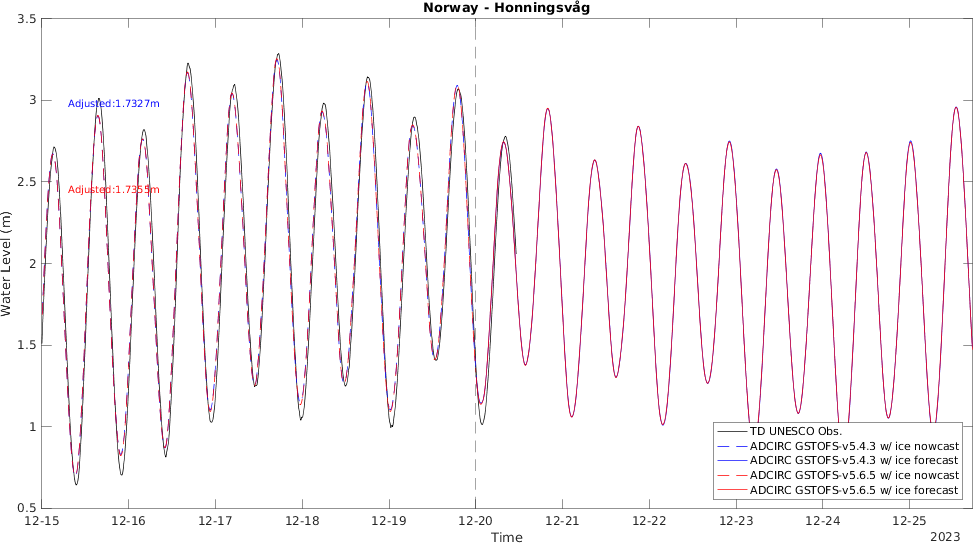 Norway - Honningsvåg
3.5
3
2.5
2
1.5
1
0.5
Water Level (m)
Adjusted:1.7327m
Adjusted:1.7355m
TD UNESCO Obs.
ADCIRC GSTOFS-v5.4.3 w/ ice nowcast
ADCIRC GSTOFS-v5.4.3 w/ ice forecast
ADCIRC GSTOFS-v5.6.5 w/ ice nowcast
ADCIRC GSTOFS-v5.6.5 w/ ice forecast
12-15 12-16 12-17 12-18 12-19 12-20 12-21 12-22 12-23 12-24 12-25
Time
2023